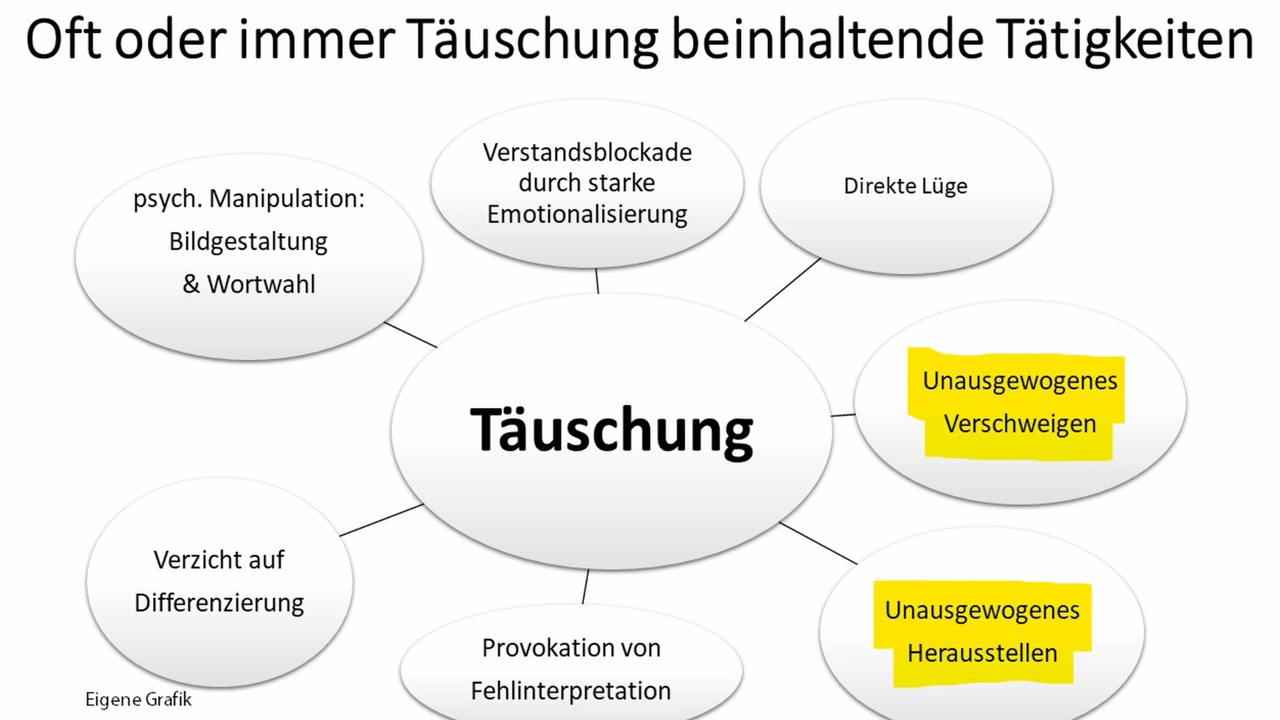 Oft oder immer Täuschung beinhaltende Tätigkeiten
psych. Manipulation:
Bildgestaltung
& Wortwahl
Verstandsblockade
durch starke
Emotionalisierung
Direkte Lüge
Täuschung
Unausgewogenes
Verschweigen
Verzicht auf
Differenzierung
Provokation von
Fehlinterpretation
Unausgewogenes
Herausstellen
Eigene Grafik